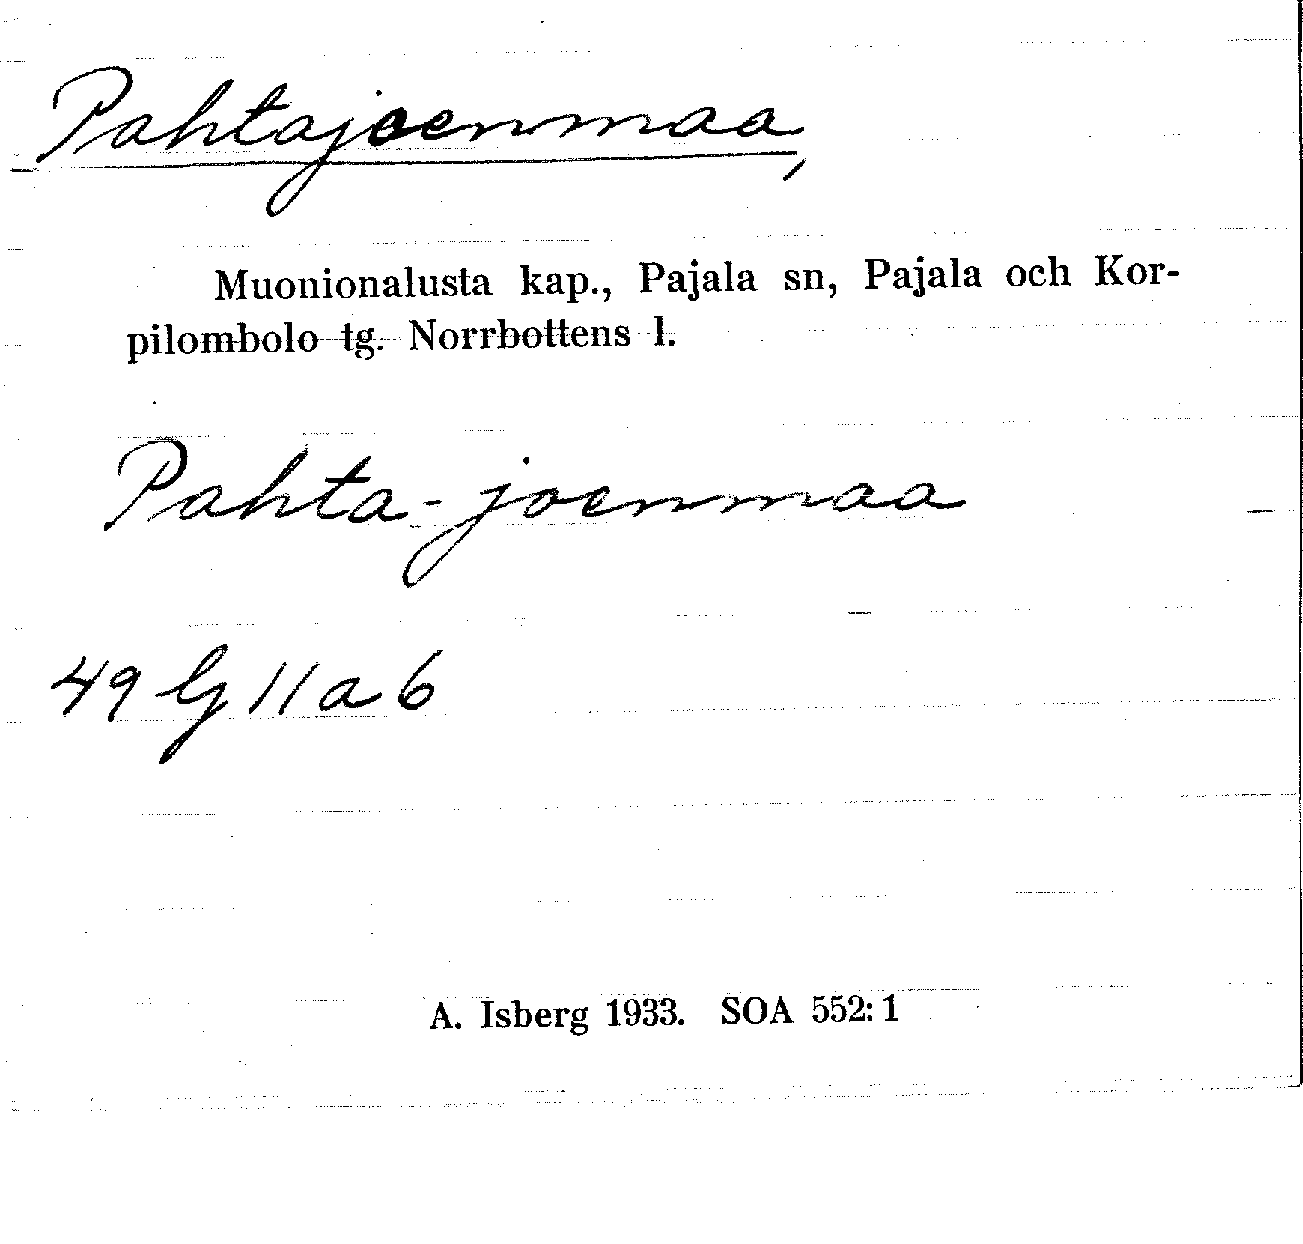 Pahtajoenmaa,
Muonionalusta kap., Pajala sn, Pajala och Kor-
pilombolo tg. Norrbottens l.
Pahta-joenmaa
49 G 11 a b
A. Isberg 1933. SOA 552:1